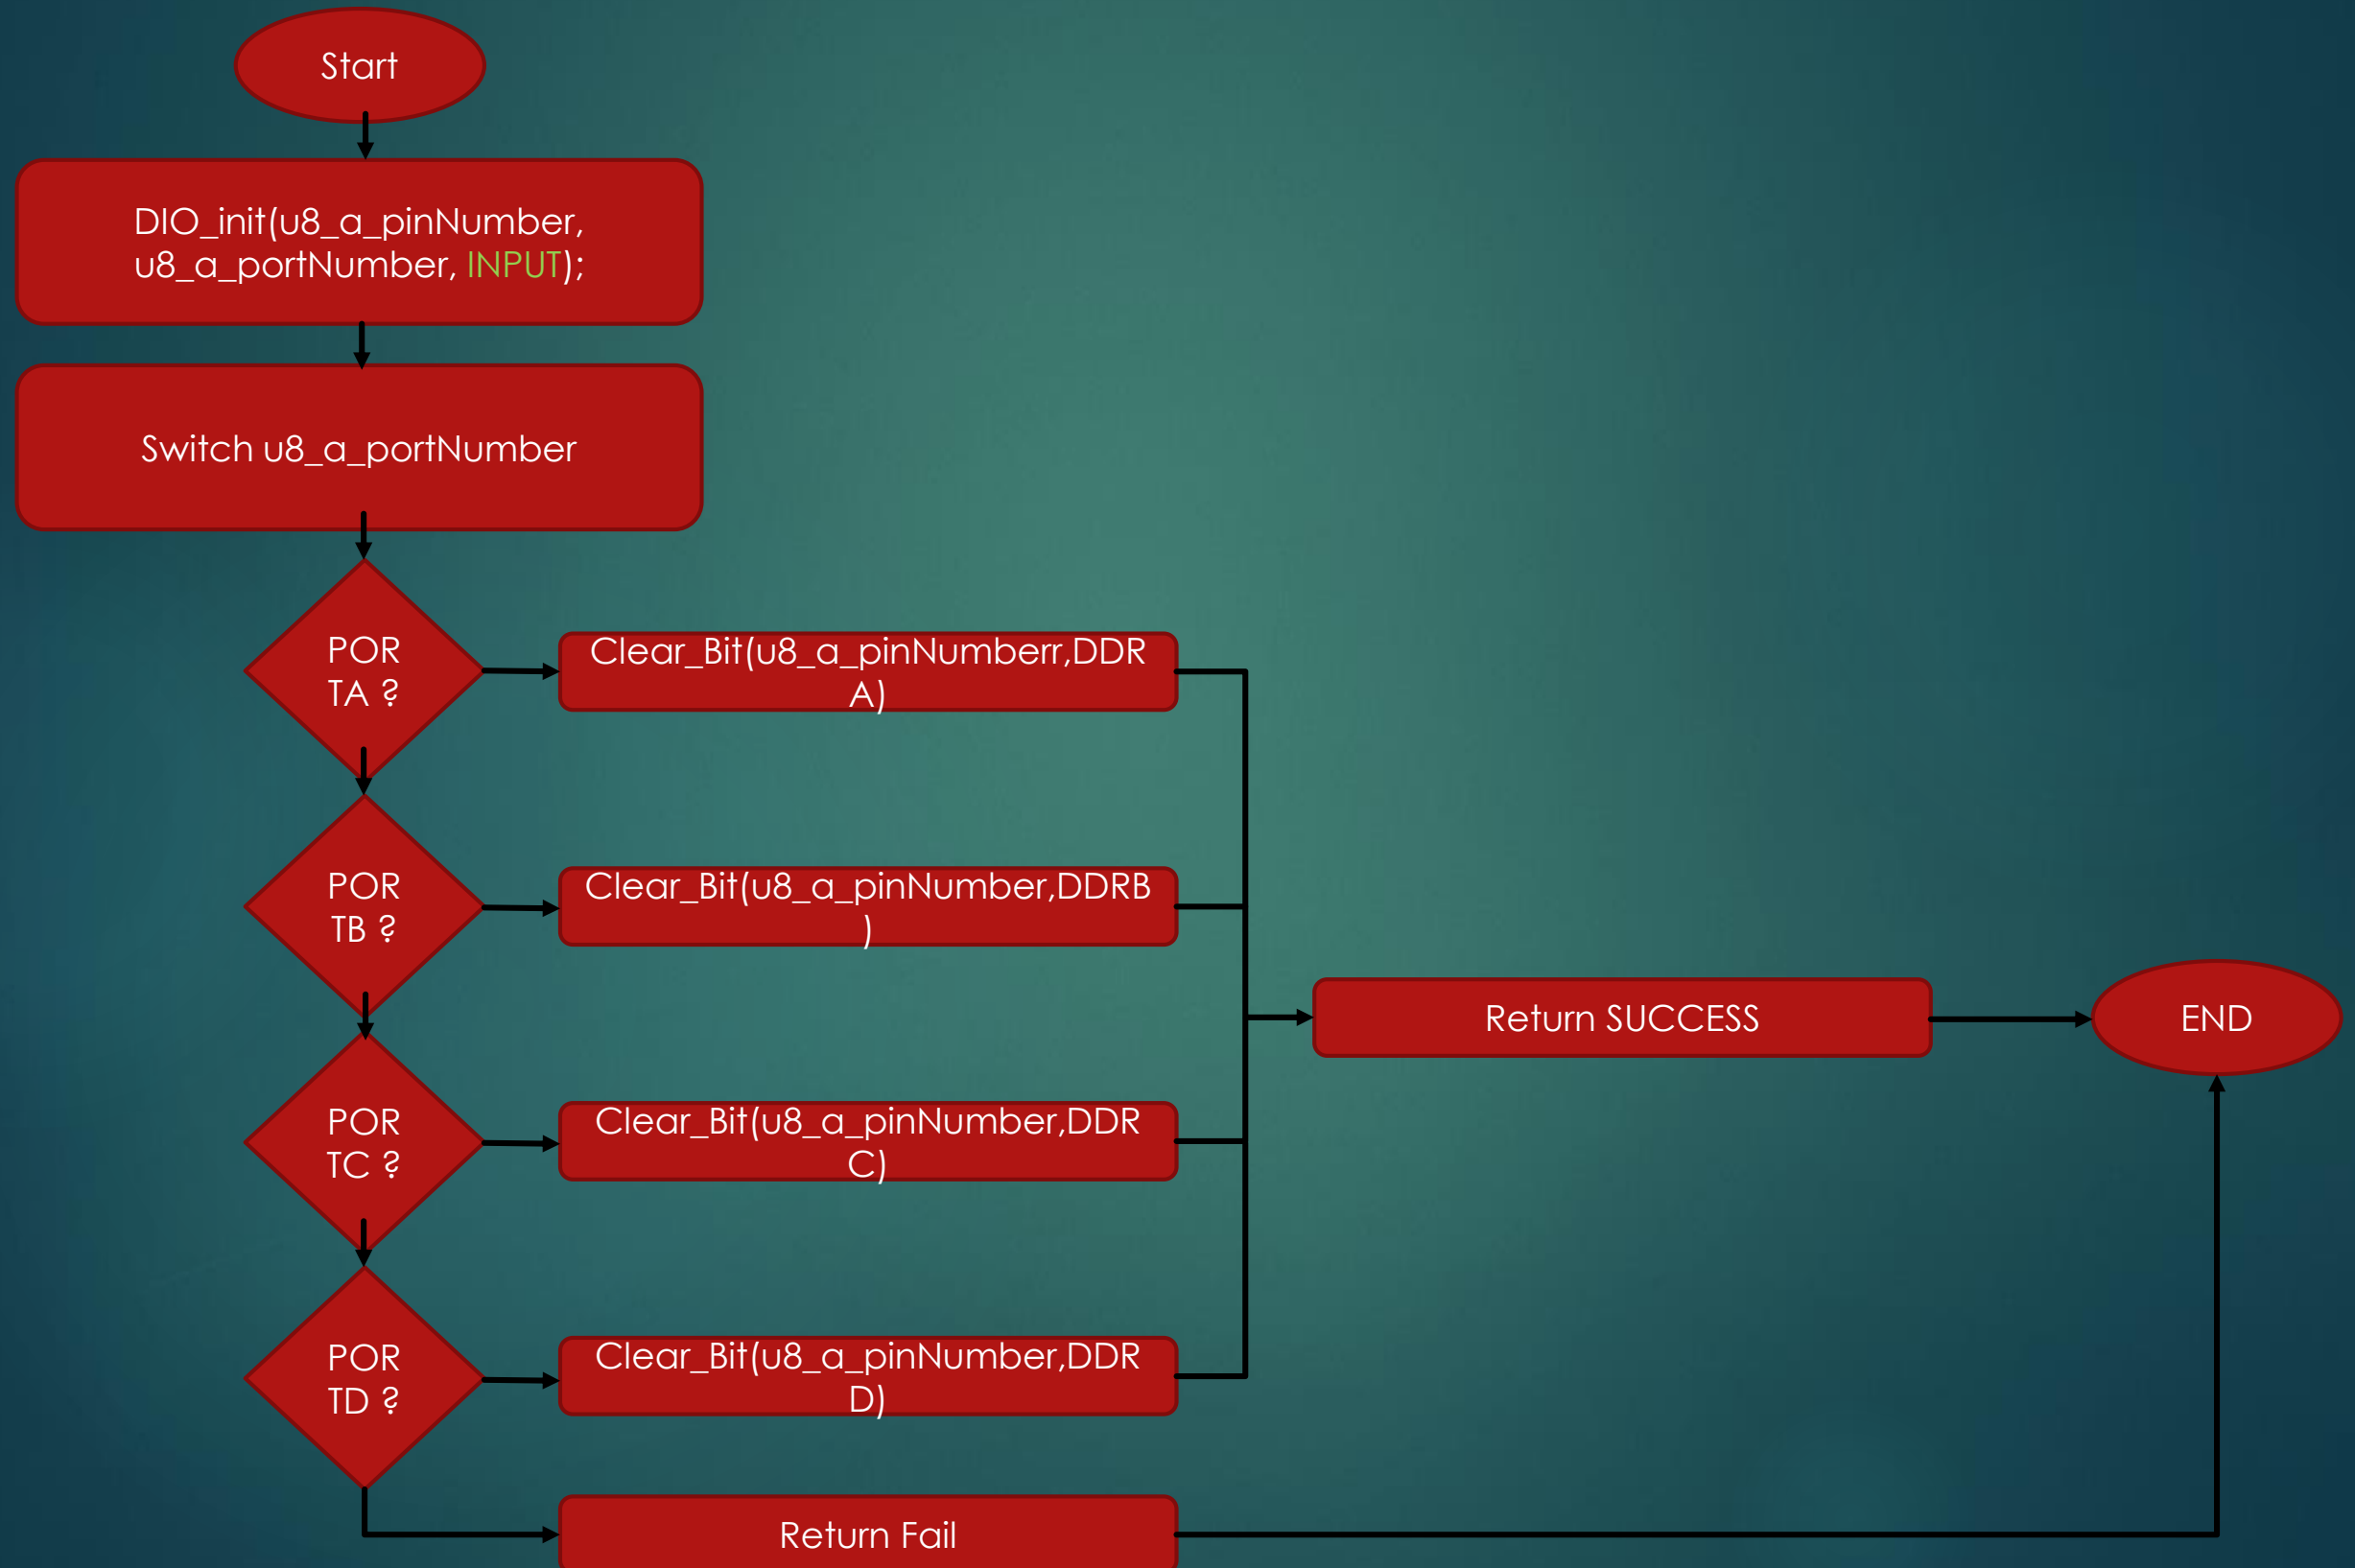 Start
DIO_init(u8_a_pinNumber,
u8_a_portNumber, INPUT);
Switch u8_a_portNumber
POR
TA ?
Clear_Bit(u8_a_pinNumberr,DDR
A)
POR
TB ?
Clear_Bit(u8_a_pinNumber,DDRB
)
Return SUCCESS
END
POR
TC ?
Clear_Bit(u8_a_pinNumber,DDR
C)
POR
TD ?
Clear_Bit(u8_a_pinNumber,DDR
D)
Return Fail